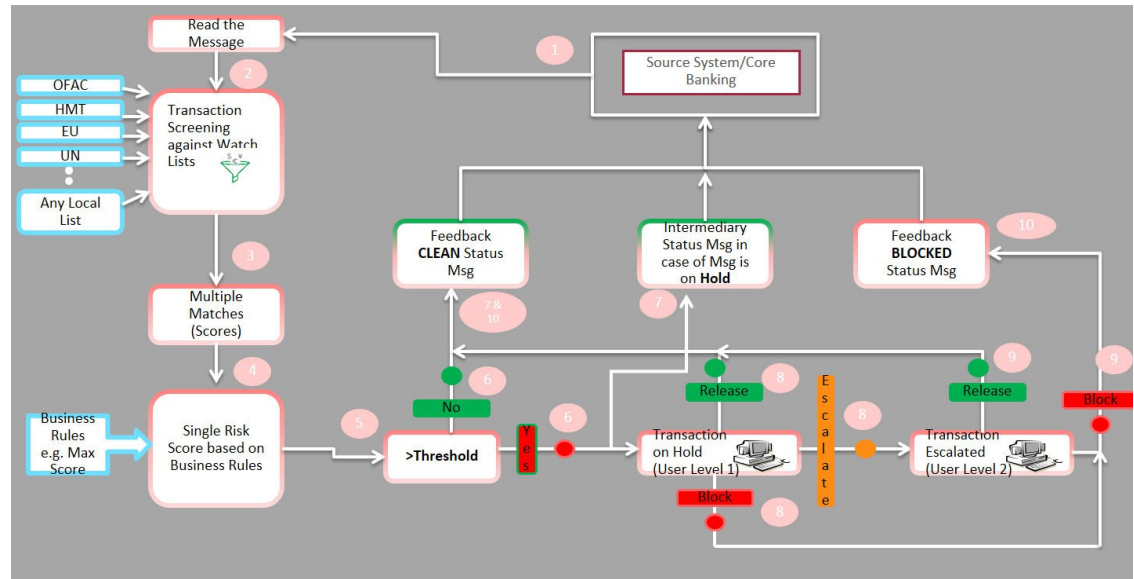 Read the
Message
1
Source System/Core
Banking
2
OFAC
HMT
EU
UN
Any Local
List
Transaction
Screening
against Watch
Lists
3
Feedback
CLEAN Status
Msg
Intermediary
Status Msg in
case of Msg is
on Hold
Feedback
BLOCKED
Status Msg
10
Multiple
Matches
(Scores)
7 &
10
7
4
6
8
9
9
No
Release
Release
Block
Business
Rules
e.g. Max
Score
Single Risk
Score based on
Business Rules
5
>Threshold
Yes
6
Transaction
on Hold
(User Level 1)
Escalate
8
Transaction
Escalated
(User Level 2)
Block
8